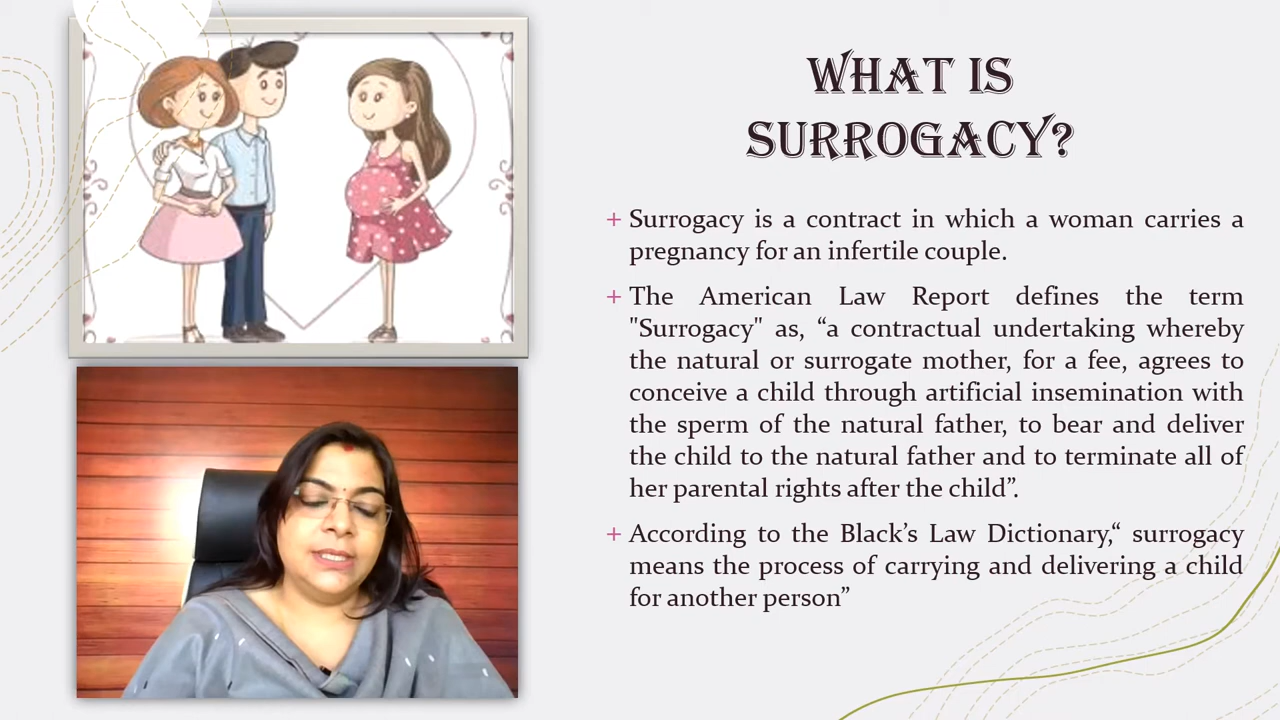 WHAT IS
SURROGACY?
+ Surrogacy is a contract in which a woman carries a
pregnancy for an infertile couple.
+ The American Law Report defines the term
"Surrogacy" as, “a contractual undertaking whereby
the natural or surrogate mother, for a fee, agrees to
conceive a child through artificial insemination with
the sperm of the natural father, to bear and deliver
the child to the natural father and to terminate all of
her parental rights after the child”.
+ According to the Black’s Law Dictionary,“ surrogacy
means the process of carrying and delivering a child
for another person”